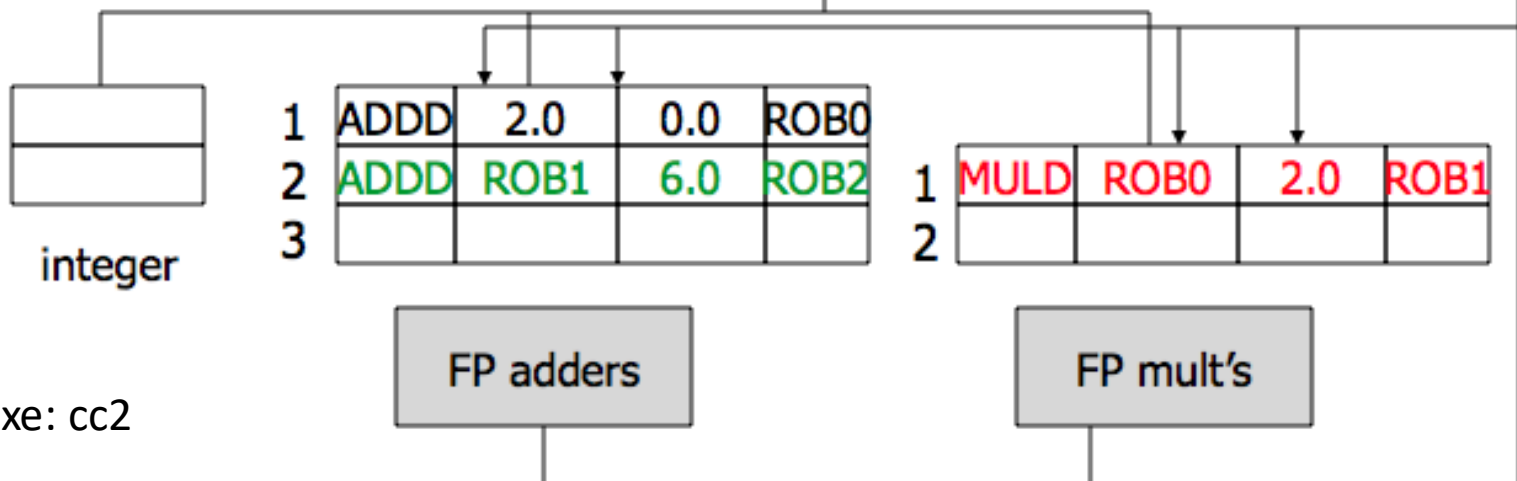 1 ADDD 2.0 0.0 ROB0
2 ADDD ROB1 6.0 ROB2
3
1 MULD ROB0 2.0 ROB1
2
integer
FP adders
FP mult's
xe: cc2